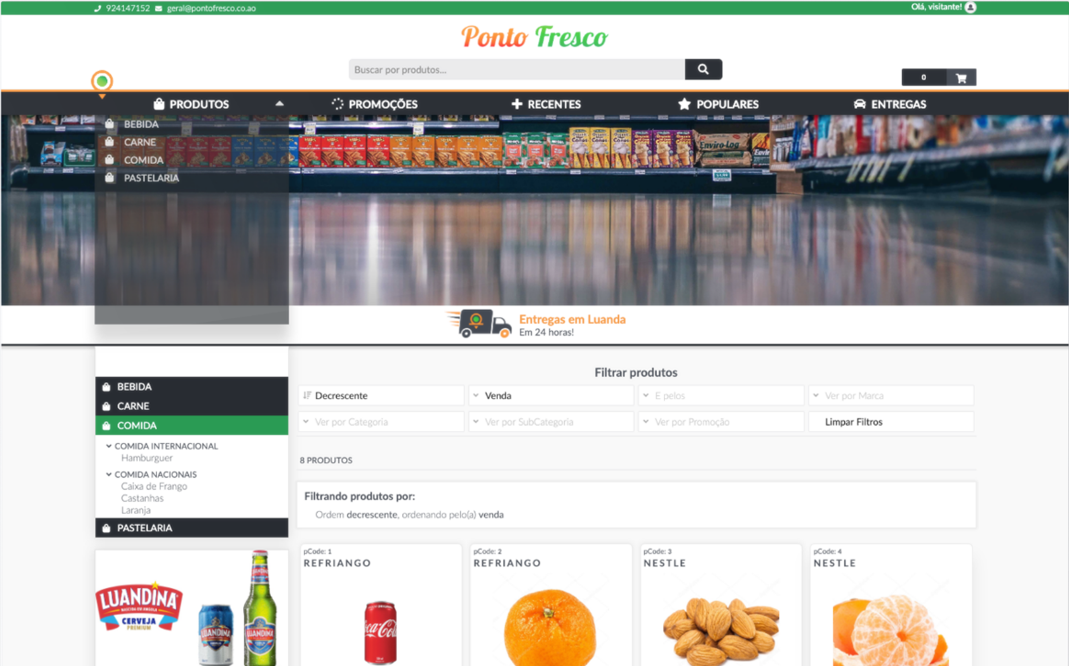 924147152 geral@pontofresco.co.ao
Olá, visitante!
Ponto Fresco
Buscar por produtos...
0
PRODUTOS
PROMOÇÕES
RECENTES
POPULARES
ENTREGAS
BEBIDA
CARNE
COMIDA
PASTELARIA
Enviro-Log
Entregas em Luanda
Em 24 horas!
BEBIDA
CARNE
COMIDA
COMIDA INTERNACIONAL
Hamburguer
COMIDA NACIONAIS
Caixa de Frango
Castanhas
Laranja
PASTELARIA
LUANDINA
CERVEJA
PREMIUM
LUANDINA
LUANDINA
Filtrar produtos
Decrescente
Venda
E pelos
Ver por Marca
Ver por Categoria
Ver por SubCategoria
Ver por Promoção
Limpar Filtros
8 PRODUTOS
Filtrando produtos por:
Ordem decrescente, ordenando pelo(a) venda
pCode: 1
REFRIANGO
Coca-Cola
pCode: 2
REFRIANGO
pCode: 3
NESTLE
pCode: 4
NESTLE